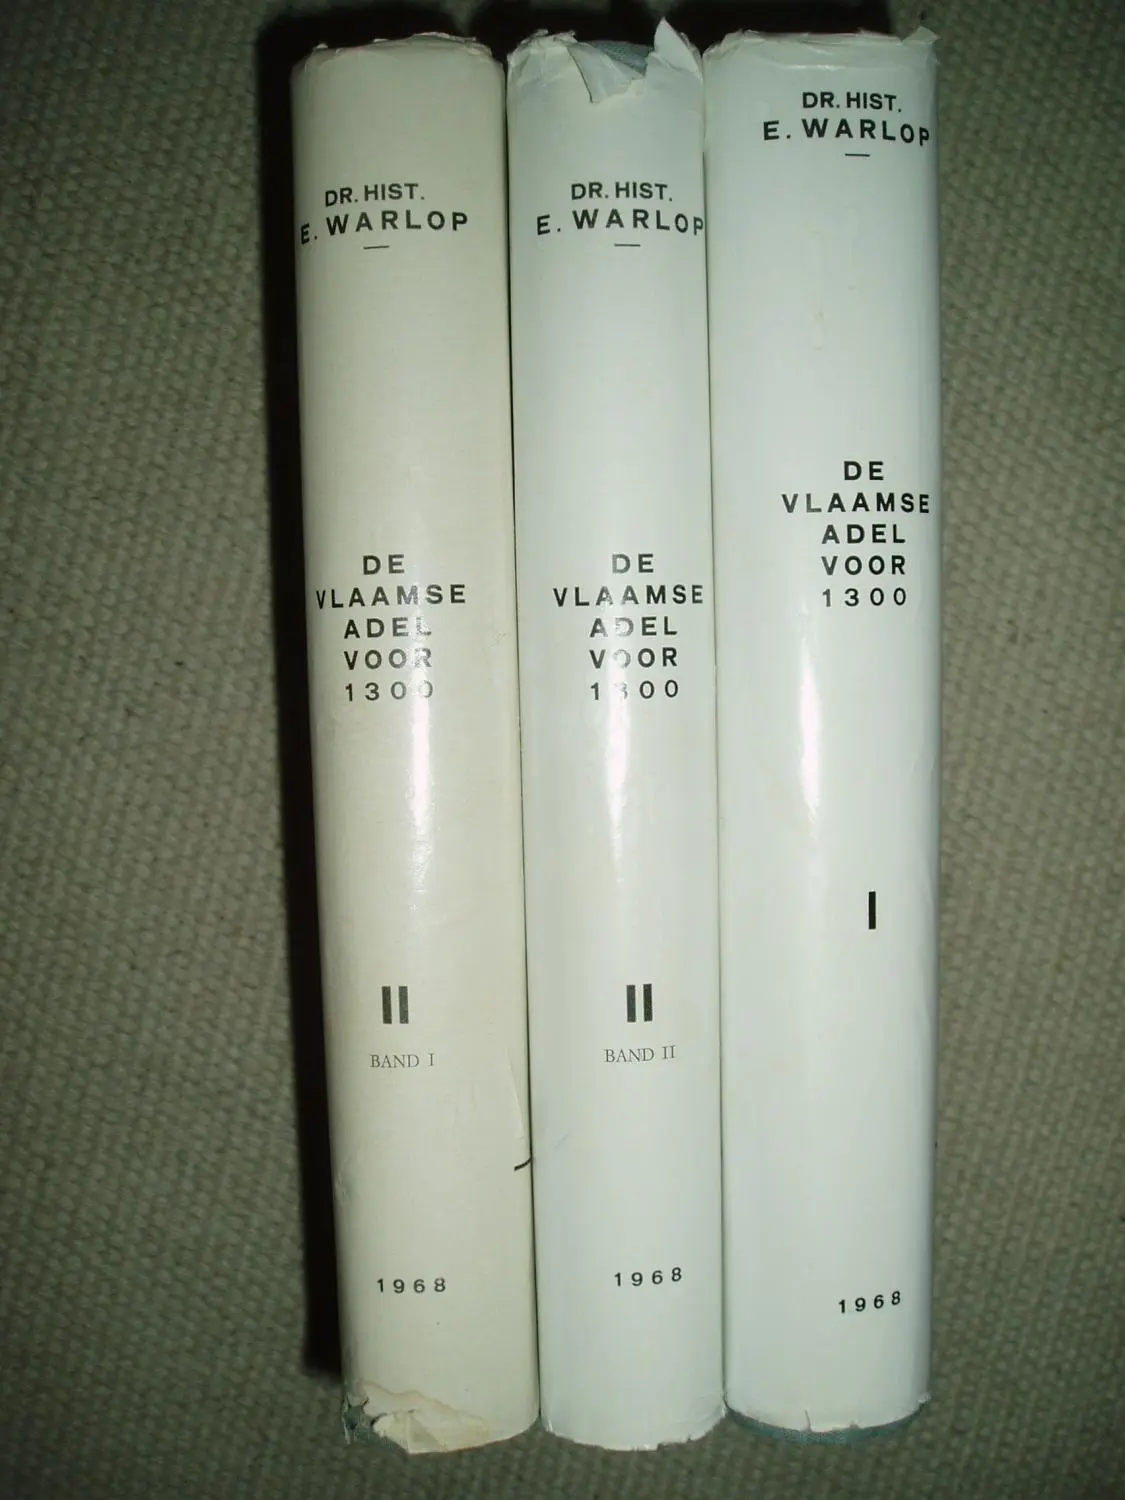 DR. HIST.
E. WARLOP
DE
VLAAMSE
ADEL
VOOR
1300
II
BAND I
1968
DR. HIST.
E. WARLOP
DE
VLAAMSE
ADEL
VOOR
1300
II
BAND II
1968
DR. HIST.
E. WARLOP
DE
VLAAMSE
ADEL
VOOR
1300
I
1968